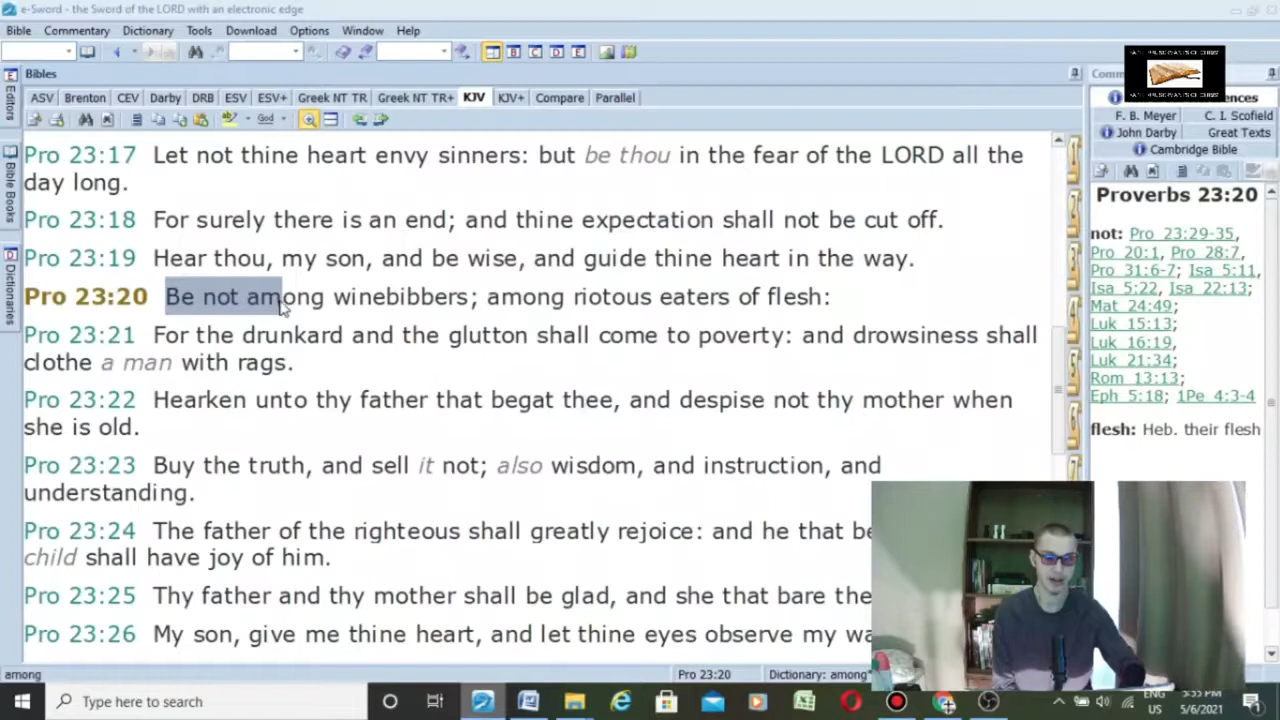 e-Sword - the Sword of the LORD with an electronic edge
Bible Commentary Dictionary Tools Download Options Window Help
Bibles
ASV Brenton CEV Darby DRB ESV ESV+ Greek NT TR Greek NT TR+ KJV KJV+ Compare Parallel
God
Editors
Bible Books
Dictionaries
Pro 23:17 Let not thine heart envy sinners: but be thou in the fear of the LORD all the
day long.
Pro 23:18 For surely there is an end; and thine expectation shall not be cut off.
Pro 23:19 Hear thou, my son, and be wise, and guide thine heart in the way.
Pro 23:20 Be not among winebibbers; among riotous eaters of flesh:
Pro 23:21 For the drunkard and the glutton shall come to poverty: and drowsiness shall
clothe a man with rags.
Pro 23:22 Hearken unto thy father that begat thee, and despise not thy mother when
she is old.
Pro 23:23 Buy the truth, and sell it not; also wisdom, and instruction, and
understanding.
Pro 23:24 The father of the righteous shall greatly rejoice: and he that be
child shall have joy of him.
Pro 23:25 Thy father and thy mother shall be glad, and she that bare the
Pro 23:26 My son, give me thine heart, and let thine eyes observe my wa
F. B. Meyer C. I. Scofield
John Darby Great Texts
Cambridge Bible
Proverbs 23:20
not: Pro 23:29-35,
Pro 20:1, Pro 28:7,
Pro 31:6-7; Isa 5:11,
Isa 5:22, Isa 22:13;
Mat 24:49;
Luk 15:13;
Luk 16:19,
Luk 21:34;
Rom 13:13;
Eph 5:18; 1Pe 4:3-4
flesh: Heb. their flesh
among
Pro 23:20
Dictionary: among
Type here to search
ENG
US
5:35 PM
5/6/2021